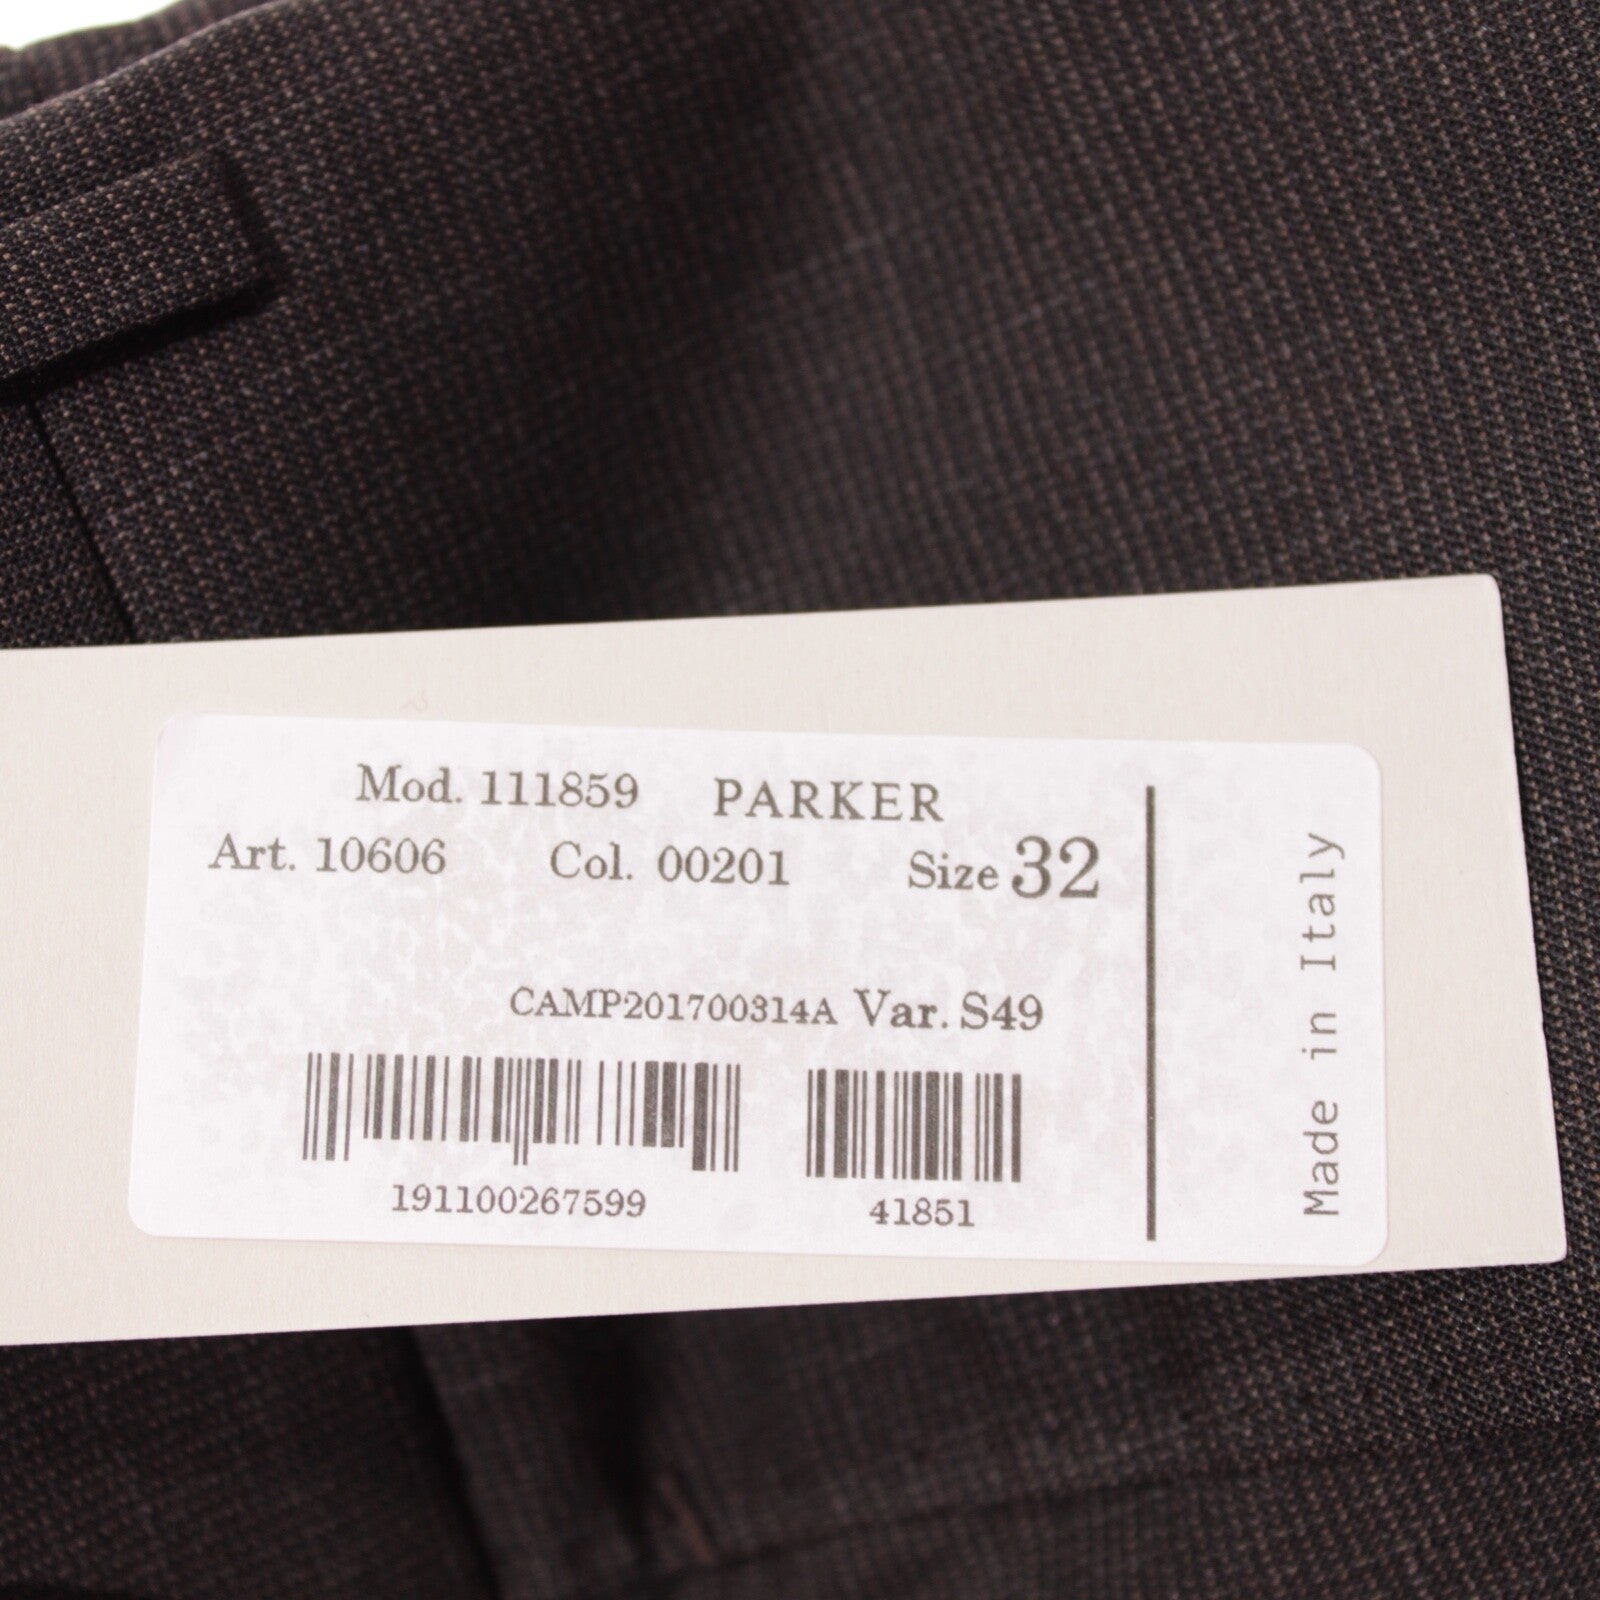 Mod. 111859 PARKER
Art. 10606 Col. 00201 Size 32
CAMP201700314A Var. S49
191100267599 41851
Made in Italy